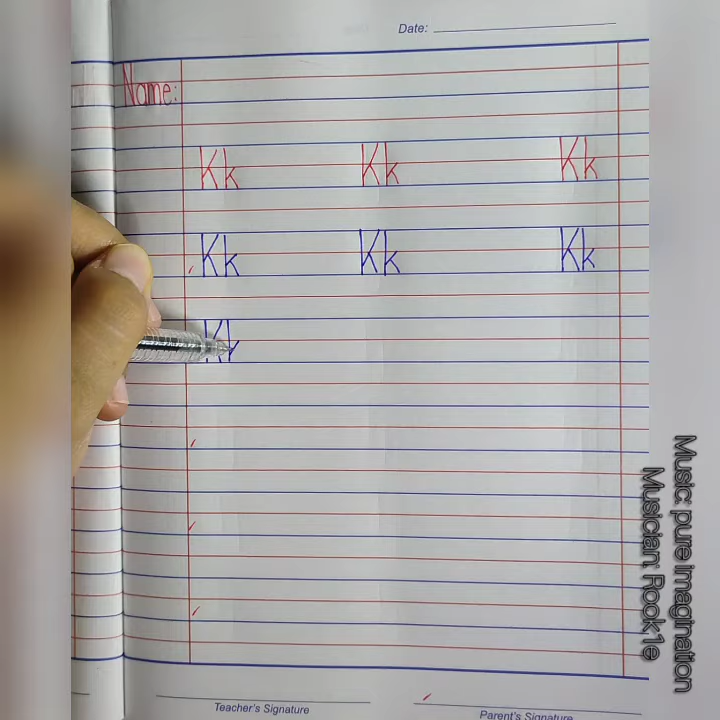 Date:
Name:
Kk Kk Kk
Kk Kk Kk
Kk
Teacher's Signature
Parent's Signature
Music: pure imagination
Musician: Rook1e